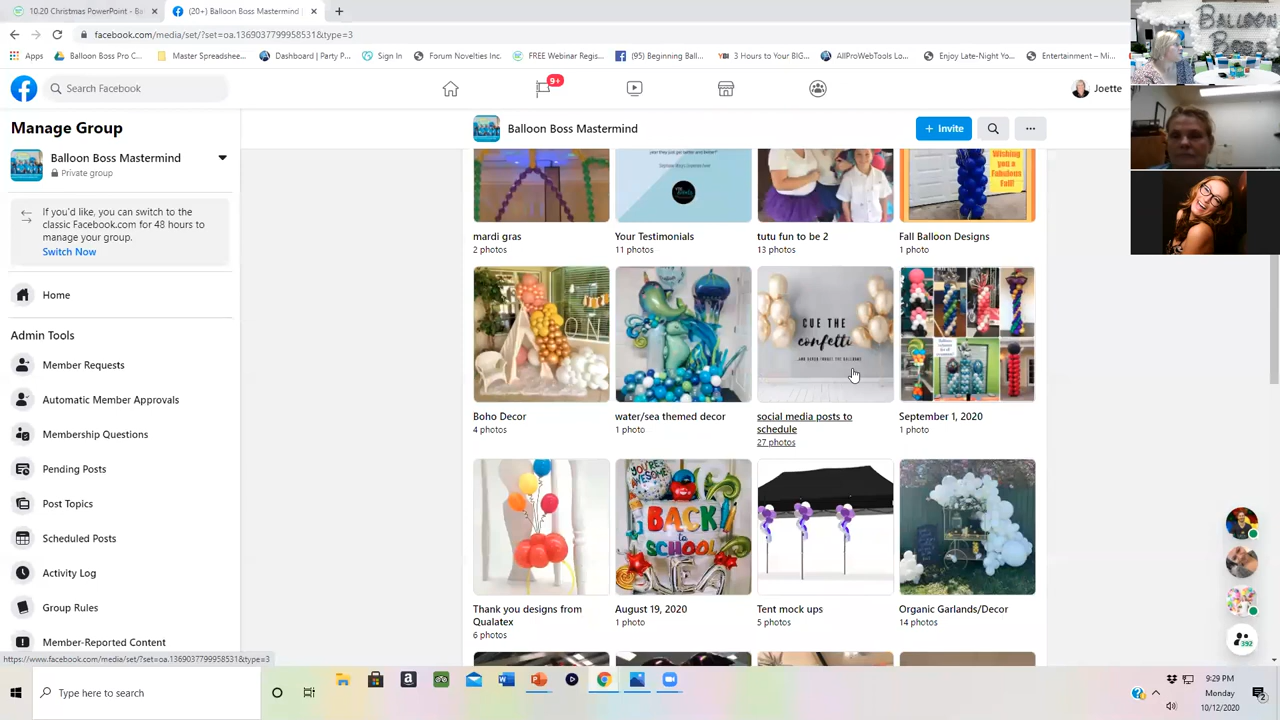 10.20 Christmas PowerPoint - Ba
(20+) Balloon Boss Mastermind |
facebook.com/media/set/?set=oa.1369037799958531&type=3
Apps
Balloon Boss Pro C...
Master Spreadshee...
Dashboard | Party ...
Sign In
Forum Novelties Inc.
FREE Webinar Regis...
(95) Beginning Ball...
3 Hours to Your BIG...
AllProWebTools Lo...
Enjoy Late-Night Yo...
Entertainment – Mi...
BALLOON
BOSS
Search Facebook
9+
Joette
Manage Group
Balloon Boss Mastermind
Private group
If you'd like, you can switch to the
classic Facebook.com for 48 hours to
manage your group.
Switch Now
Home
Admin Tools
Member Requests
Automatic Member Approvals
Membership Questions
Pending Posts
Post Topics
Scheduled Posts
Activity Log
Group Rules
Member-Reported Content
https://www.facebook.com/media/set/?set=oa.1369037799958531&type=3
Balloon Boss Mastermind
+ Invite
Wishing
you a
Fabulous
Fall!
mardi gras
2 photos
Your Testimonials
11 photos
tutu fun to be 2
13 photos
Fall Balloon Designs
1 photo
CUE THE
confetti
Boho Decor
4 photos
water/sea themed decor
1 photo
social media posts to
schedule
27 photos
September 1, 2020
1 photo
YOU'RE
AWESOME
BACK
to
SCHOOL
Thank you designs from
Qualatex
6 photos
August 19, 2020
1 photo
Tent mock ups
5 photos
Organic Garlands/Decor
14 photos
392
Type here to search
9:29 PM
Monday
10/12/2020
2